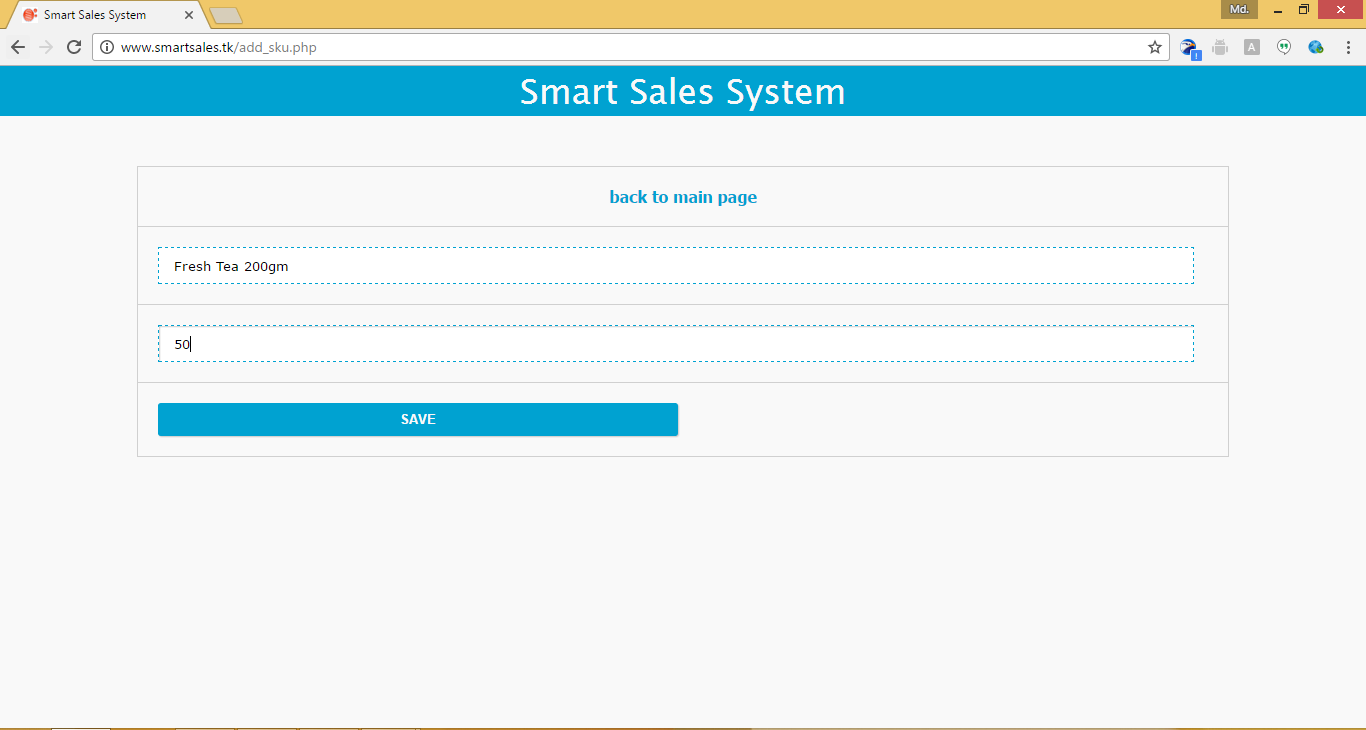 Smart Sales System
Md.
www.smartsales.tk/add_sku.php
A
Smart Sales System
back to main page
Fresh Tea 200gm
50
SAVE